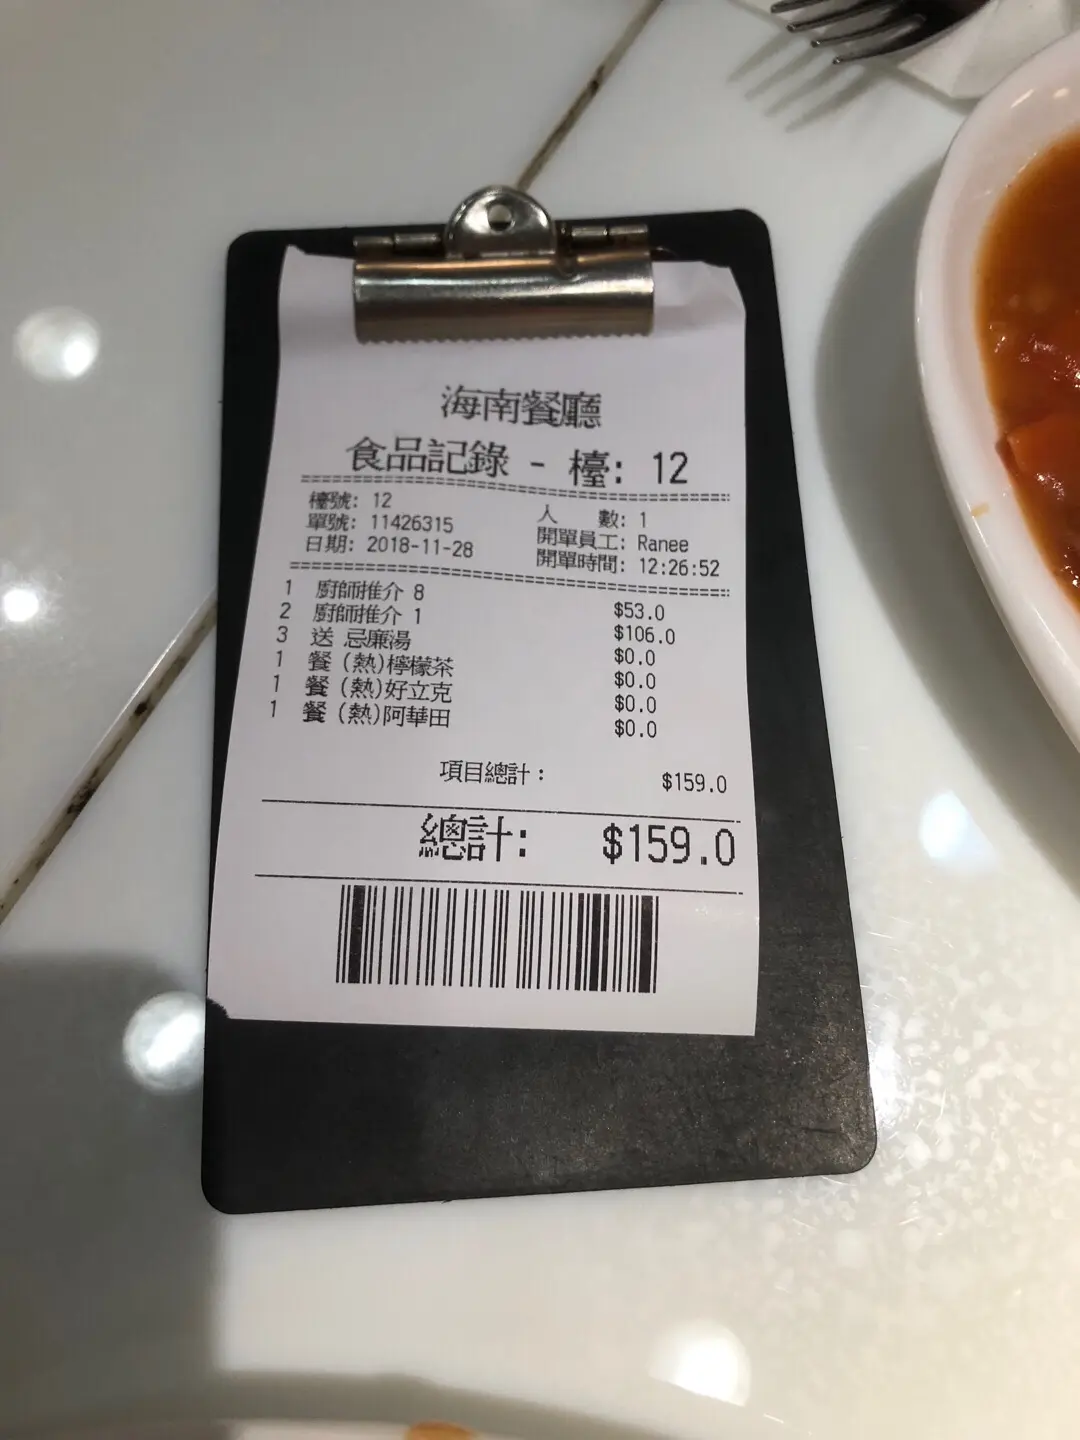 海南餐廳
食品記錄 - 檯: 12
檯號: 12 人 數: 1
單號: 11426315 開單員工: Ranee
日期: 2018-11-28 開單時間: 12:26:52
1 廚師推介 8 $53.0
2 廚師推介 1 $106.0
3 送 忌廉湯 $0.0
1 餐 (熱)檸檬茶 $0.0
1 餐 (熱)好立克 $0.0
1 餐 (熱)阿華田 $0.0
項目總計: $159.0
總計: $159.0